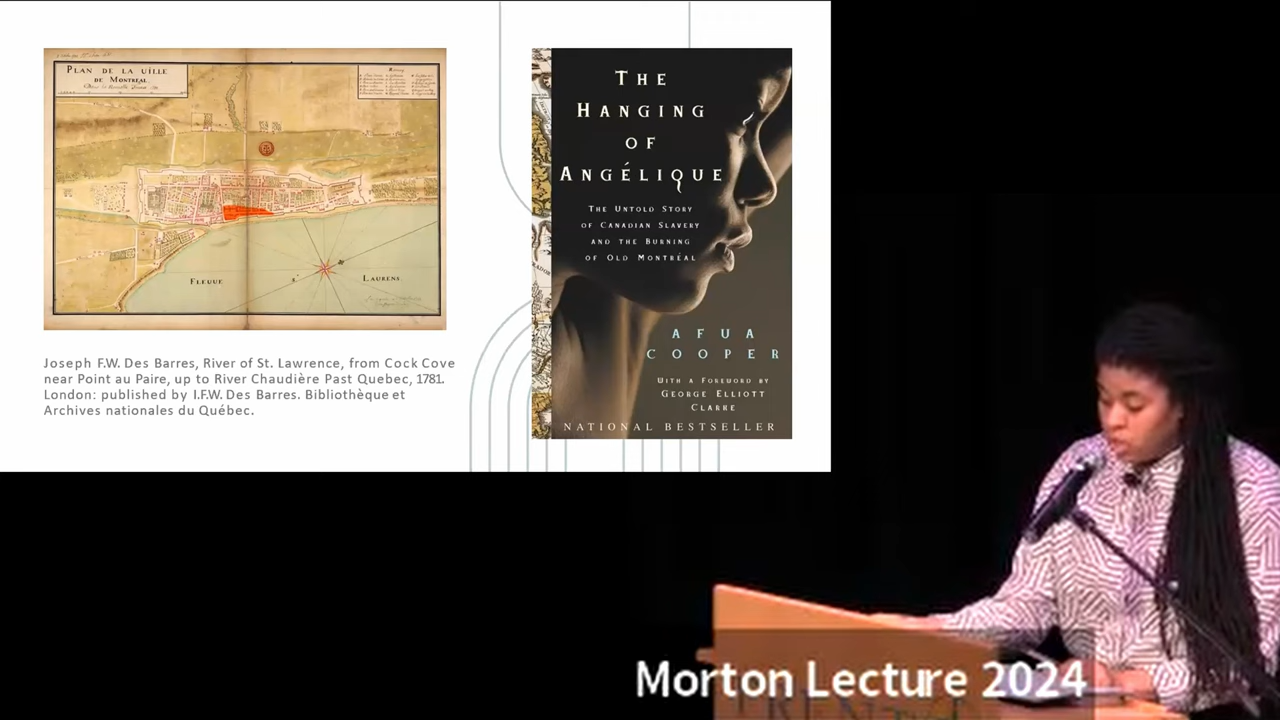 PLAN DE LA UILLE
DE MONTREAL
FLEUUE
LAURENS
Joseph F.W. Des Barres, River of St. Lawrence, from Cock Cove
near Point au Paire, up to River Chaudière Past Quebec, 1781.
London: published by I.F.W. Des Barres. Bibliothèque et
Archives nationales du Québec.
THE
HANGING
OF
ANGÉLIQUE
THE UNTOLD STORY
OF CANADIAN SLAVERY
AND THE BURNING
OF OLD MONTRÉAL
AFUA
COOPER
WITH A FOREWORD BY
GEORGE ELLIOTT
CLARKE
NATIONAL BESTSELLER
Morton Lecture 2024